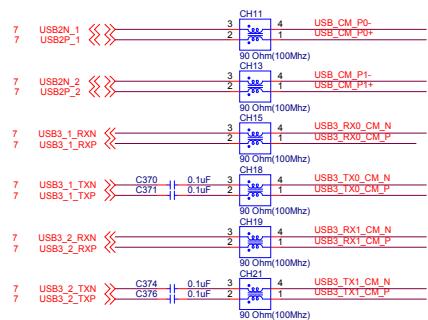 CH11
7 USB2N_1 3 4 USB_CM_P0-
7 USB2P_1 2 1 USB_CM_P0+
90 Ohm(100Mhz)
CH13
7 USB2N_2 3 4 USB_CM_P1-
7 USB2P_2 2 1 USB_CM_P1+
90 Ohm(100Mhz)
CH15
7 USB3_1_RXN 3 4 USB3_RX0_CM_N
7 USB3_1_RXP 2 1 USB3_RX0_CM_P
90 Ohm(100Mhz)
CH18
7 USB3_1_TXN C370 0.1uF 3 4 USB3_TX0_CM_N
7 USB3_1_TXP C371 0.1uF 2 1 USB3_TX0_CM_P
90 Ohm(100Mhz)
CH19
7 USB3_2_RXN 3 4 USB3_RX1_CM_N
7 USB3_2_RXP 2 1 USB3_RX1_CM_P
90 Ohm(100Mhz)
CH21
7 USB3_2_TXN C374 0.1uF 3 4 USB3_TX1_CM_N
7 USB3_2_TXP C376 0.1uF 2 1 USB3_TX1_CM_P
90 Ohm(100Mhz)